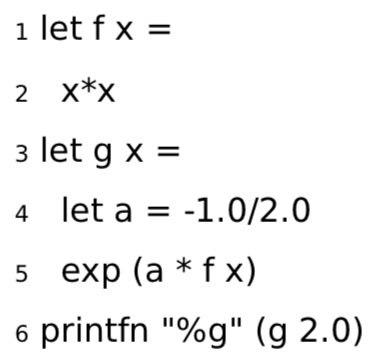 1 let f x =
2   x*x
3 let g x =
4   let a = -1.0/2.0
5   exp (a * f x)
6 printfn "%g" (g 2.0)